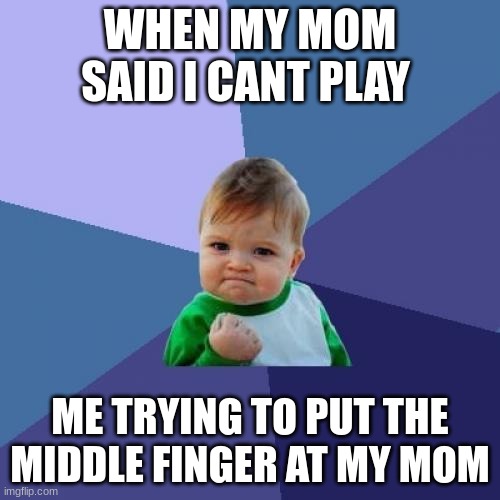 WHEN MY MOM
SAID I CANT PLAY
ME TRYING TO PUT THE
MIDDLE FINGER AT MY MOM
imgflip.com